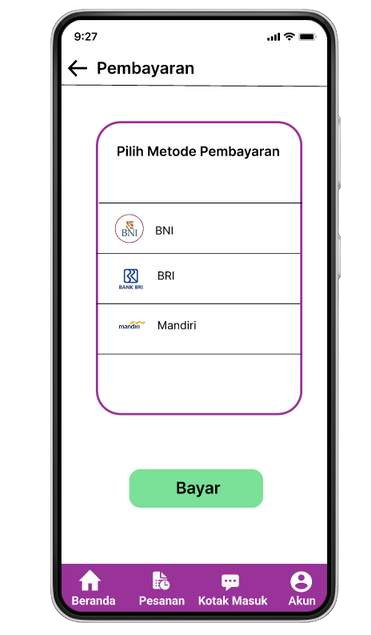 9:27
Pembayaran
Pilih Metode Pembayaran
BNI BNI
BRI
BANK BRI
mandiri Mandiri
Bayar
Beranda Pesanan Kotak Masuk Akun